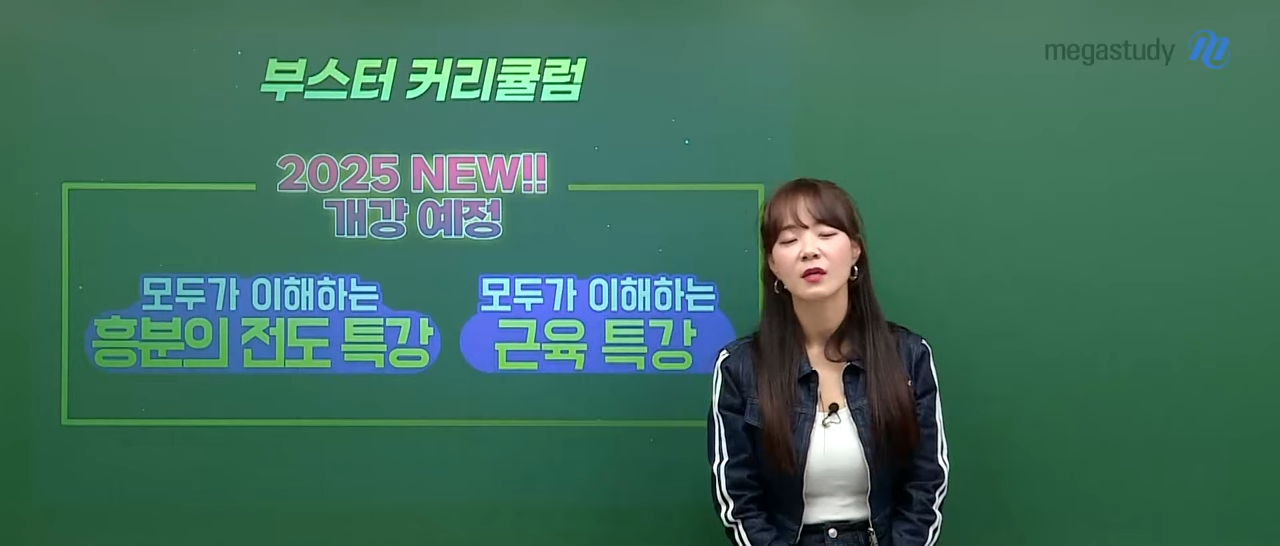 megastudy
부스터 커리큘럼
2025 NEW!!
개강 예정
모두가 이해하는
흥분의 전도 특강
모두가 이해하는
근육 특강